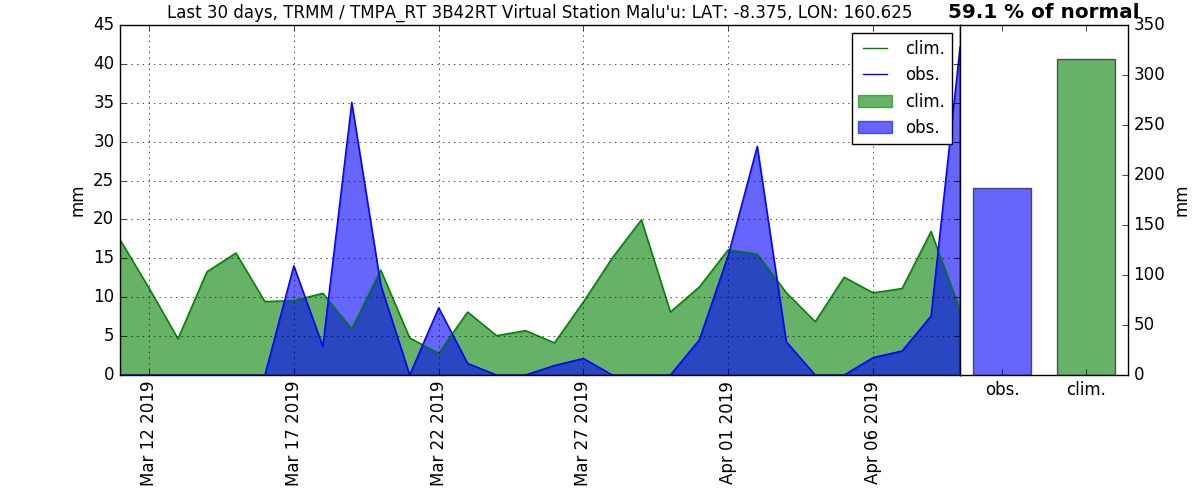 Last 30 days, TRMM / TMPA_RT 3B42RT Virtual Station Malu'u: LAT: -8.375, LON: 160.625
59.1 % of normal
45
40
35
30
25
20
15
10
5
0
mm
clim.
obs.
clim.
obs.
350
300
250
200
150
100
50
0
mm
Mar 12 2019
Mar 17 2019
Mar 22 2019
Mar 27 2019
Apr 01 2019
Apr 06 2019
obs.
clim.